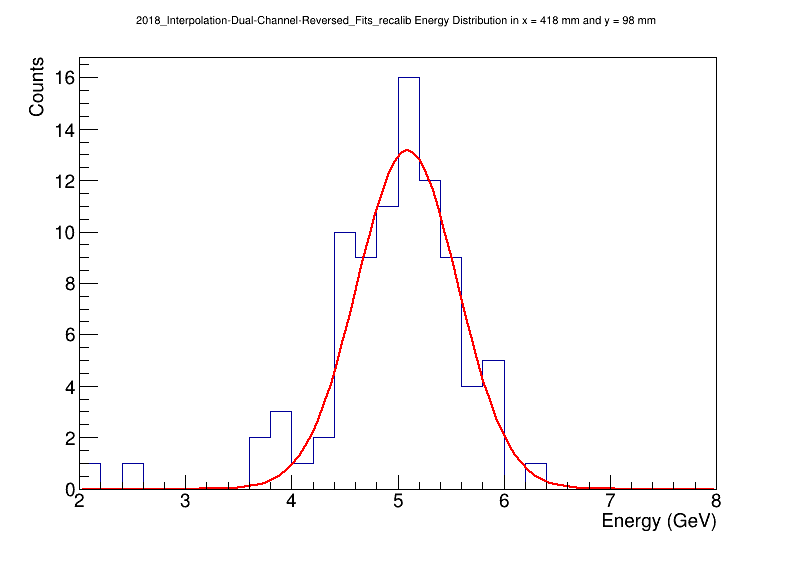 2018_Interpolation-Dual-Channel-Reversed_Fits_recalib Energy Distribution in x = 418 mm and y = 98 mm
Counts
16
14
12
10
8
6
4
2
0
2 3 4 5 6 7 8
Energy (GeV)